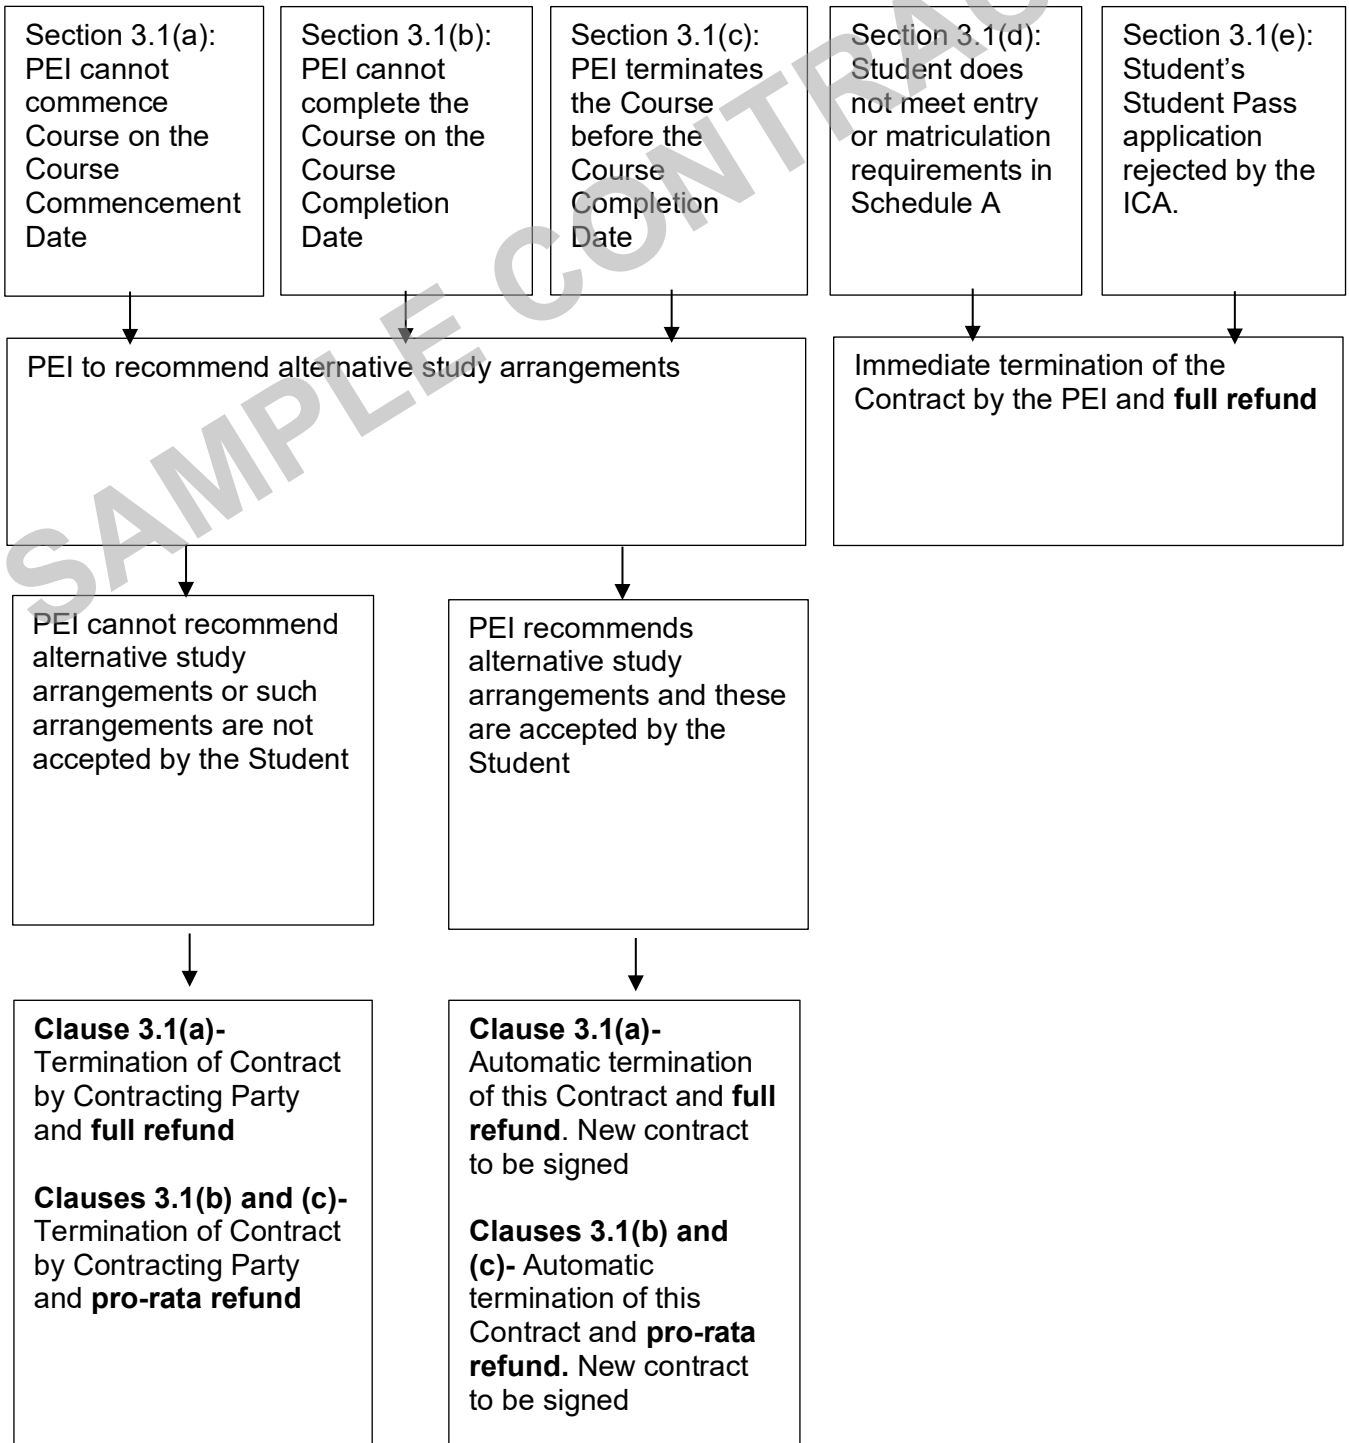 Section 3.1(a):
PEI cannot
commence
Course on the
Course
Commencement
Date
Section 3.1(b):
PEI cannot
complete the
Course on the
Course
Completion
Date
Section 3.1(c):
PEI terminates
the Course
before the
Course
Completion
Date
Section 3.1(d):
Student does
not meet entry
or matriculation
requirements in
Schedule A
Section 3.1(e):
Student’s
Student Pass
application
rejected by the
ICA.
PEI to recommend alternative study arrangements
Immediate termination of the
Contract by the PEI and full refund
PEI cannot recommend
alternative study
arrangements or such
arrangements are not
accepted by the Student
PEI recommends
alternative study
arrangements and these
are accepted by the
Student
Clause 3.1(a)-
Termination of Contract
by Contracting Party
and full refund
Clauses 3.1(b) and (c)-
Termination of Contract
by Contracting Party
and pro-rata refund
Clause 3.1(a)-
Automatic termination
of this Contract and full
refund. New contract
to be signed
Clauses 3.1(b) and
(c)- Automatic
termination of this
Contract and pro-rata
refund. New contract
to be signed
SAMPLE CONTRAC